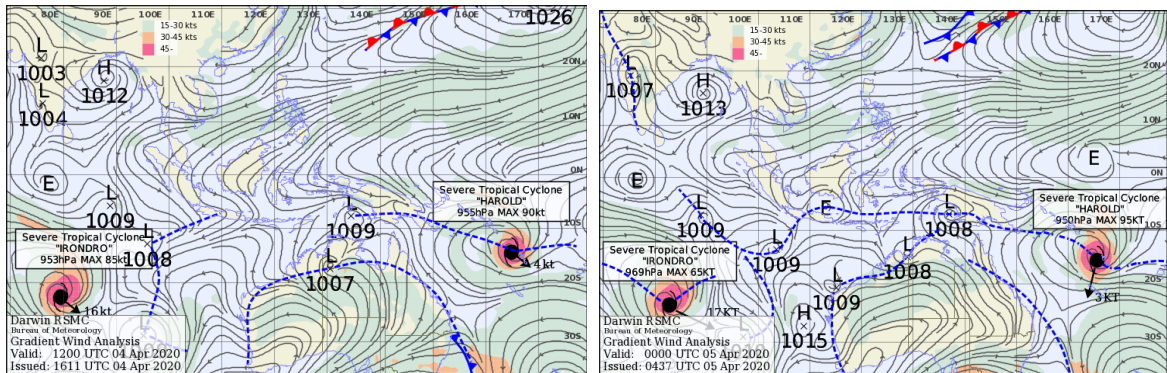 80E 90E 100E 110E 120E 130E 140E 150E 160E 170E
1026
15-30 kts
30-45 kts
45-
L
1003
H
1012
L
1004
20N
10N
0N
10S
20S
30S
E
L
1009
L
1008
L
1009
L
1007
Severe Tropical Cyclone
"HAROLD"
955hPa MAX 90kt
4kt
Severe Tropical Cyclone
"IRONDRO"
953hPa MAX 85kt
16kt
Darwin RSMC
Bureau of Meteorology
Gradient Wind Analysis
Valid: 1200 UTC 04 Apr 2020
Issued: 1611 UTC 04 Apr 2020
80E 90E 100E 110E 120E 130E 140E 150E 160E 170E
15-30 kts
30-45 kts
45-
L
1007
H
1013
20N
10N
0N
10S
20S
30S
E
E
E
L
1009
L
1009
L
1008
L
1008
L
1009
H
1015
Severe Tropical Cyclone
"HAROLD"
950hPa MAX 95KT
3KT
Severe Tropical Cyclone
"IRONDRO"
969hPa MAX 65KT
17KT
L
Darwin RSMC
Bureau of Meteorology
Gradient Wind Analysis
Valid: 0000 UTC 05 Apr 2020
Issued: 0437 UTC 05 Apr 2020